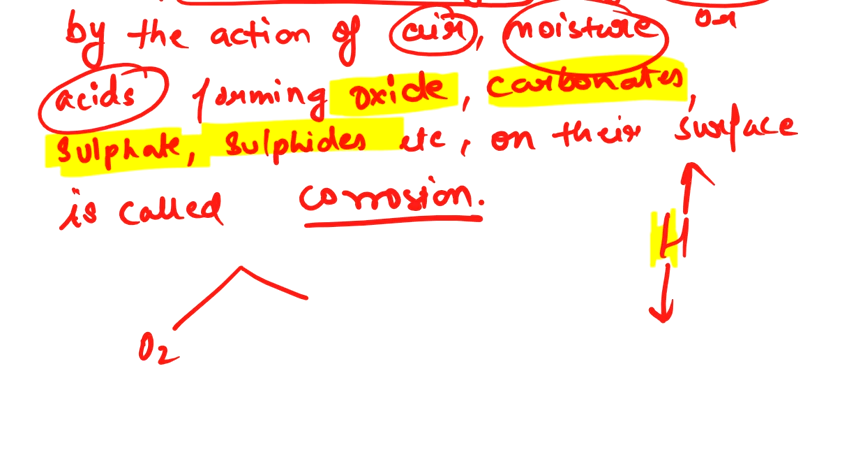 or
by the action of air, moisture
acids forming oxide, carbonates,
sulphate, sulphides etc, on their surface
is called corrosion.
H
O2